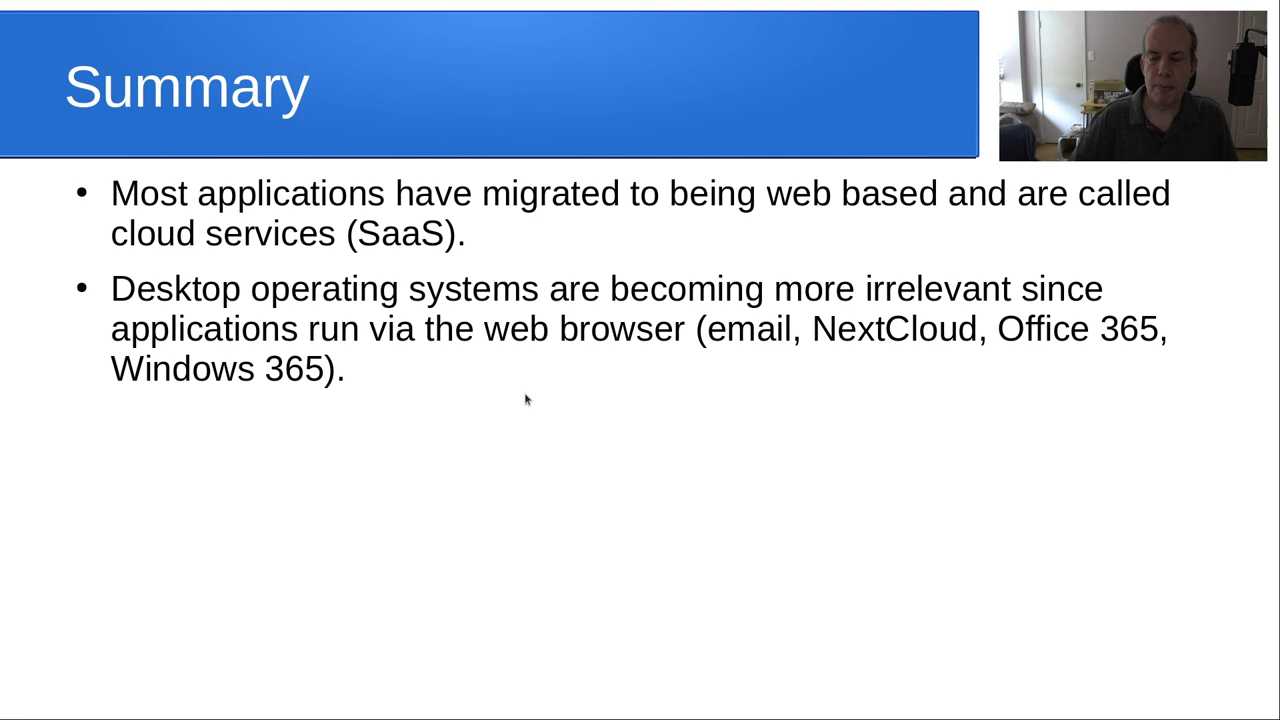 Summary
• Most applications have migrated to being web based and are called
cloud services (SaaS).
• Desktop operating systems are becoming more irrelevant since
applications run via the web browser (email, NextCloud, Office 365,
Windows 365).